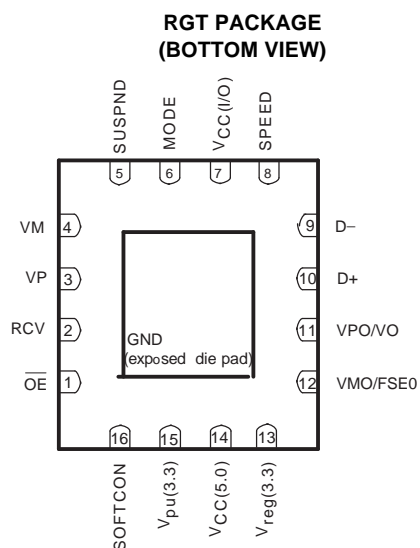 RGT PACKAGE
(BOTTOM VIEW)
SUSPND
MODE
VCC(I/O)
SPEED
5
6
7
8
VM
4
9
D−
VP
3
10
D+
RCV
2
11
VPO/VO
OE
1
12
VMO/FSE0
GND
(exposed die pad)
16
15
14
13
SOFTCON
Vpu(3.3)
VCC(5.0)
Vreg(3.3)